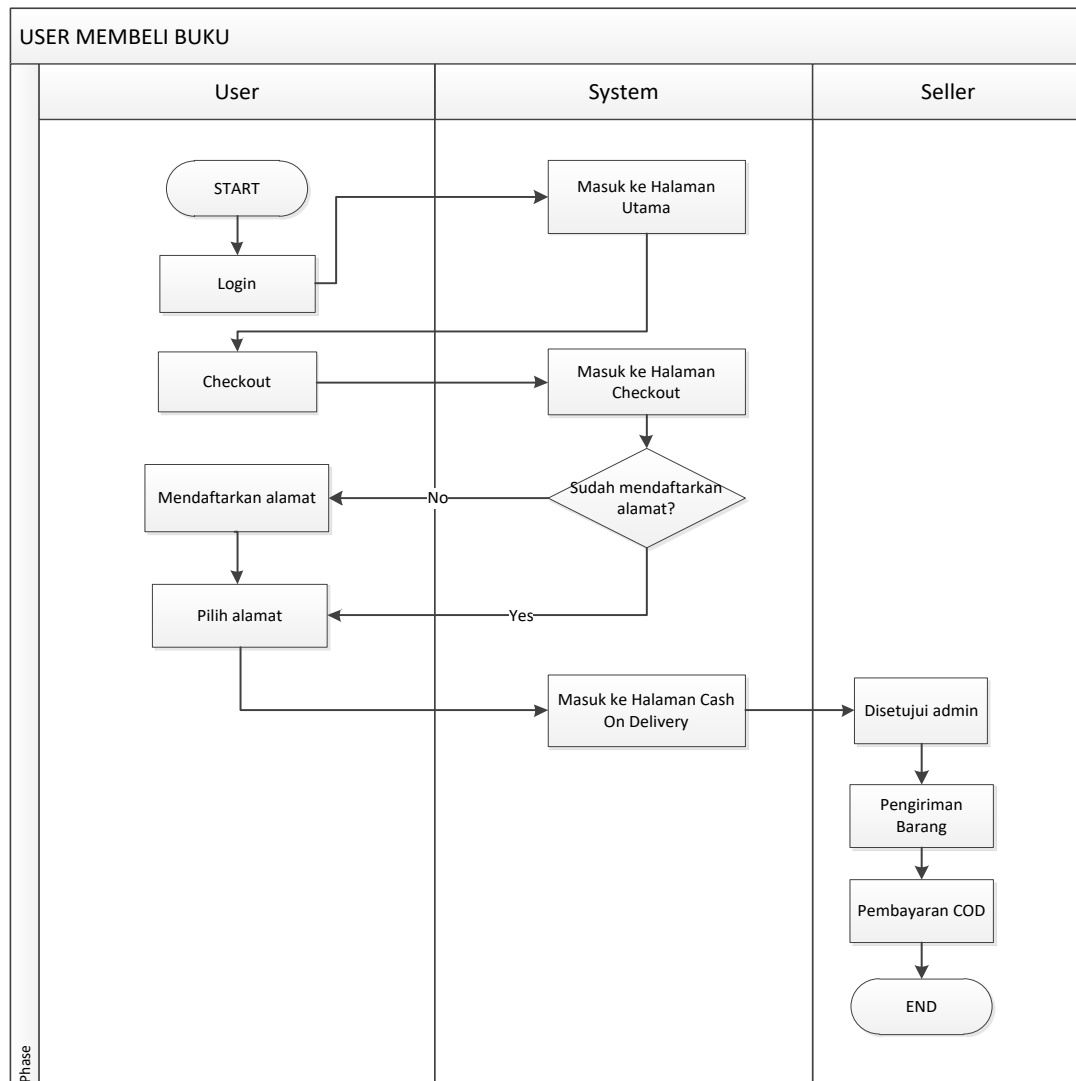 USER MEMBELI BUKU
User
System
Seller
START
Masuk ke Halaman
Utama
Login
Checkout
Masuk ke Halaman
Checkout
Mendaftarkan alamat
No
Sudah mendaftarkan
alamat?
Pilih alamat
Yes
Masuk ke Halaman Cash
On Delivery
Disetujui admin
Pengiriman
Barang
Pembayaran COD
END
Phase